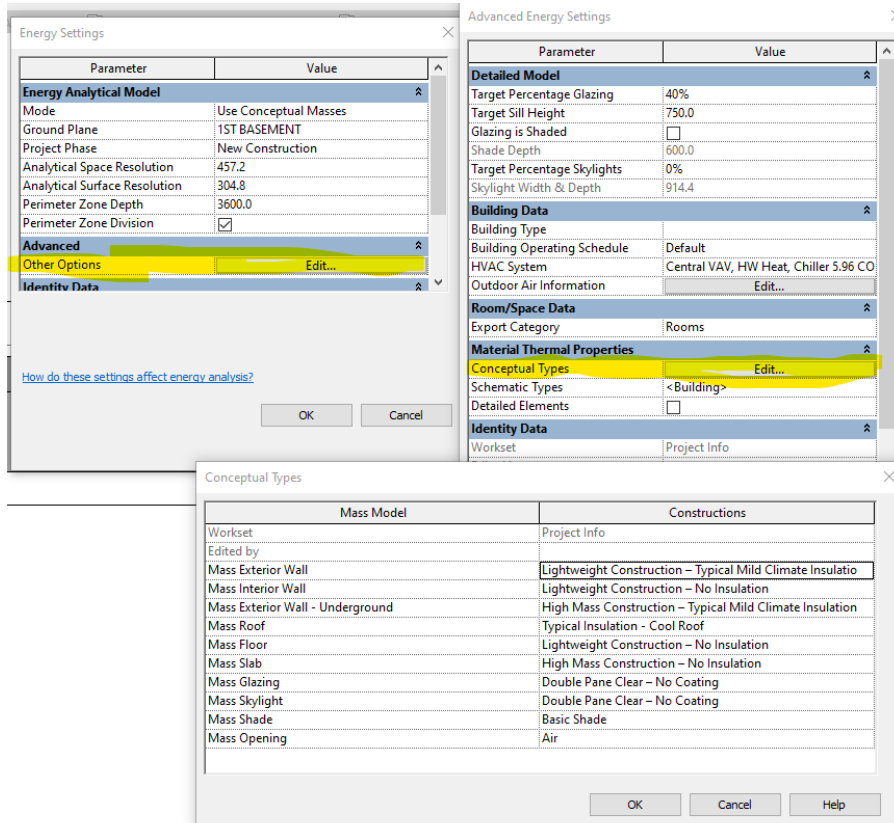 Energy Settings
Parameter Value
Energy Analytical Model
Mode Use Conceptual Masses
Ground Plane 1ST BASEMENT
Project Phase New Construction
Analytical Space Resolution 457.2
Analytical Surface Resolution 304.8
Perimeter Zone Depth 3600.0
Perimeter Zone Division
Advanced
Other Options Edit...
Identity Data
How do these settings affect energy analysis?
OK Cancel
Advanced Energy Settings
Parameter Value
Detailed Model
Target Percentage Glazing 40%
Target Sill Height 750.0
Glazing is Shaded
Shade Depth 600.0
Target Percentage Skylights 0%
Skylight Width & Depth 914.4
Building Data
Building Type
Building Operating Schedule Default
HVAC System Central VAV, HW Heat, Chiller 5.96 CO
Outdoor Air Information Edit...
Room/Space Data
Export Category Rooms
Material Thermal Properties
Conceptual Types Edit...
Schematic Types <Building>
Detailed Elements
Identity Data
Workset Project Info
Conceptual Types
Mass Model Constructions
Workset Project Info
Edited by
Mass Exterior Wall Lightweight Construction – Typical Mild Climate Insulatio
Mass Interior Wall Lightweight Construction – No Insulation
Mass Exterior Wall - Underground High Mass Construction – Typical Mild Climate Insulation
Mass Roof Typical Insulation - Cool Roof
Mass Floor Lightweight Construction – No Insulation
Mass Slab High Mass Construction – No Insulation
Mass Glazing Double Pane Clear – No Coating
Mass Skylight Double Pane Clear – No Coating
Mass Shade Basic Shade
Mass Opening Air
OK Cancel Help